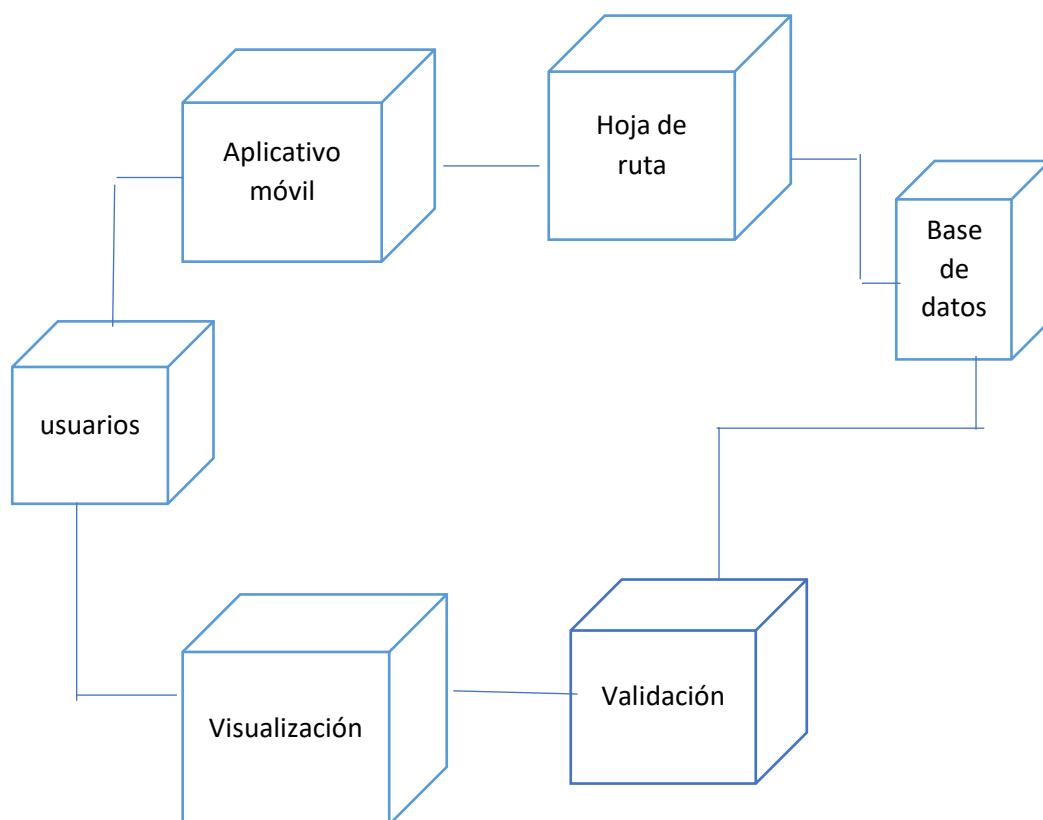 Aplicativo
móvil
Hoja de
ruta
Base
de
datos
usuarios
Visualización
Validación